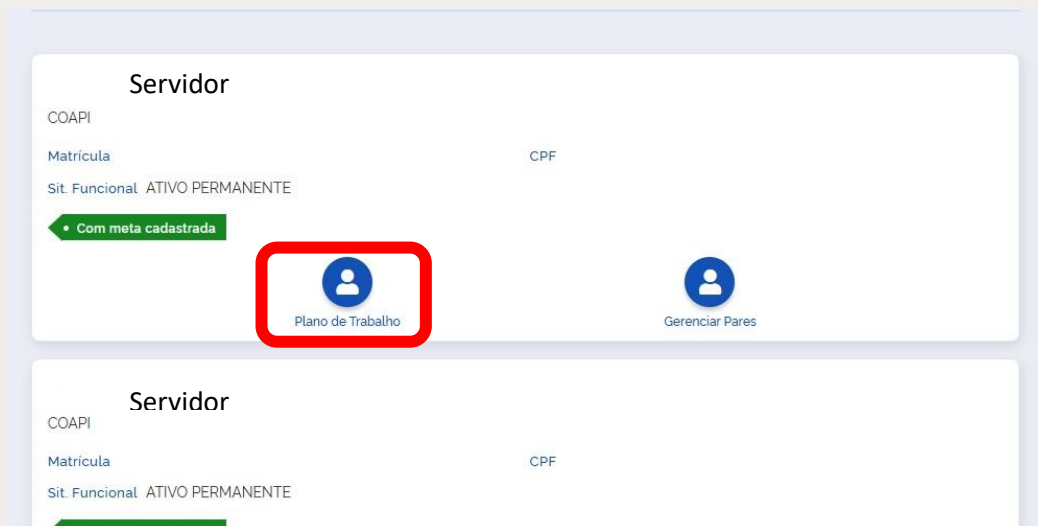 Servidor
COAPI
Matrícula CPF
Sit. Funcional ATIVO PERMANENTE
• Com meta cadastrada
Plano de Trabalho Gerenciar Pares
Servidor
COAPI
Matrícula CPF
Sit. Funcional ATIVO PERMANENTE